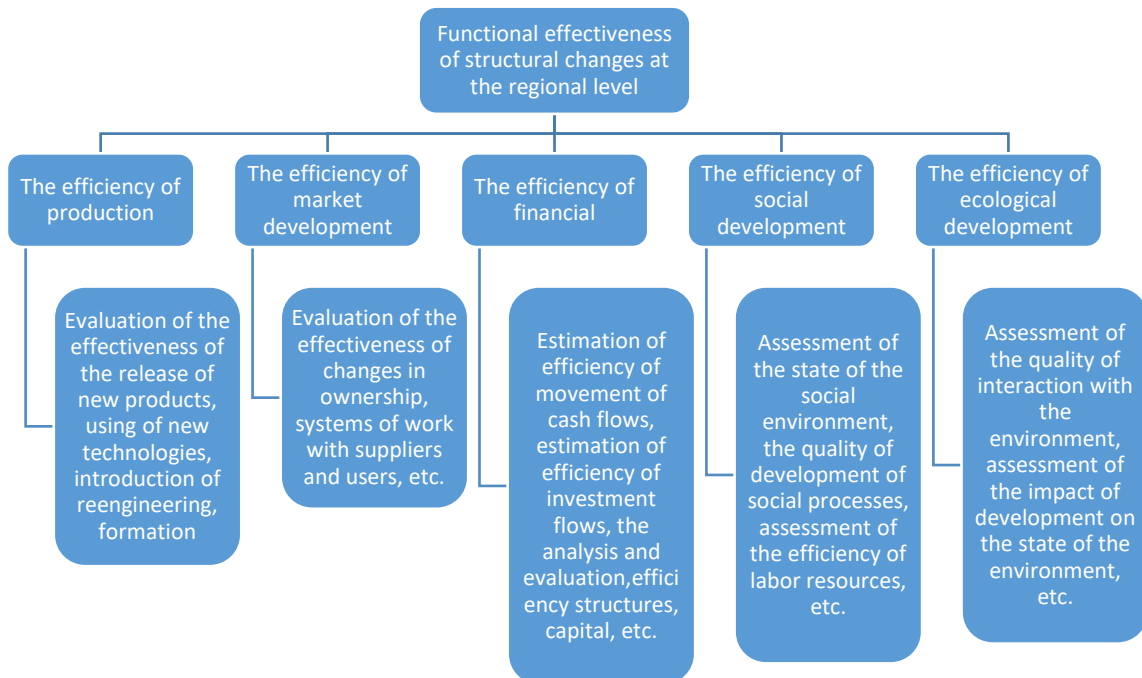 Functional effectiveness
of structural changes at
the regional level
The efficiency of
production
The efficiency of
market
development
The efficiency of
financial
The efficiency of
social
development
The efficiency of
ecological
development
Evaluation of the
effectiveness of
the release of
new products,
using of new
technologies,
introduction of
reengineering,
formation
Evaluation of the
effectiveness of
changes in
ownership,
systems of work
with suppliers
and users, etc.
Estimation of
efficiency of
movement of
cash flows,
estimation of
efficiency of
investment
flows, the
analysis and
evaluation,effici
ency structures,
capital, etc.
Assessment of
the state of the
social
environment,
the quality of
development of
social processes,
assessment of
the efficiency of
labor resources,
etc.
Assessment of
the quality of
interaction with
the
environment,
assessment of
the impact of
development on
the state of the
environment,
etc.